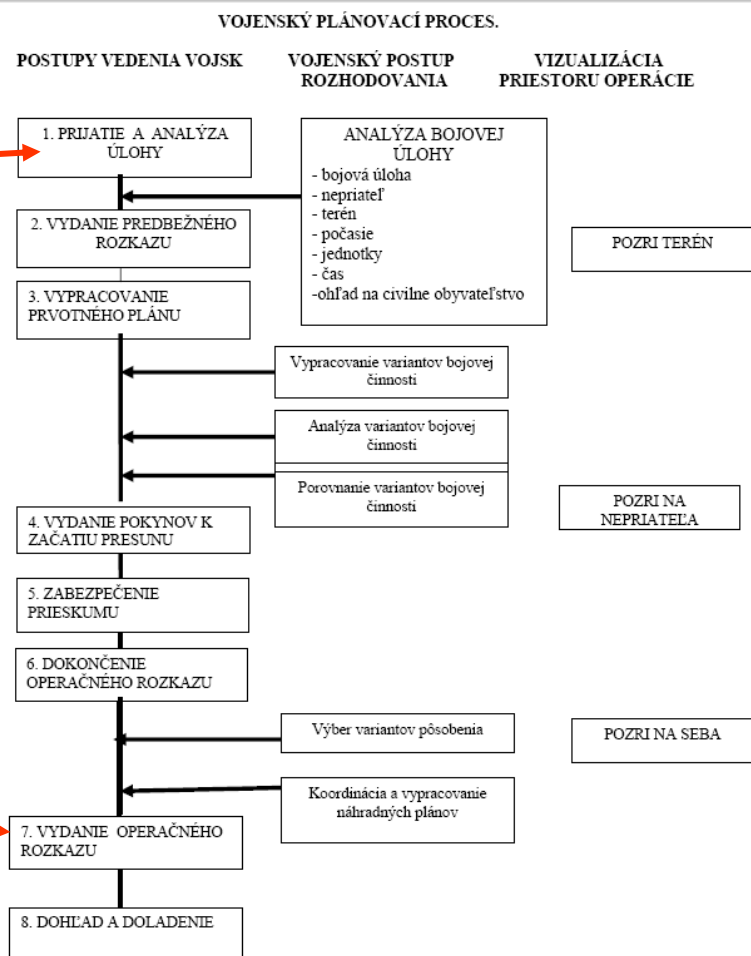 VOJENSKÝ PLÁNOVACÍ PROCES.
POSTUPY VEDENIA VOJSK
VOJENSKÝ POSTUP
ROZHODOVANIA
VIZUALIZÁCIA
PRIESTORU OPERÁCIE
1. PRIJATIE A ANALÝZA
ÚLOHY
ANALÝZA BOJOVEJ
ÚLOHY
- bojová úloha
- nepriateľ
- terén
- počasie
- jednotky
- čas
-ohľad na civilne obyvateľstvo
2. VYDANIE PREDBEŽNÉHO
ROZKAZU
POZRI TERÉN
3. VYPRACOVANIE
PRVOTNÉHO PLÁNU
Vypracovanie variantov bojovej
činnosti
Analýza variantov bojovej
činnosti
Porovnanie variantov bojovej
činnosti
POZRI NA
NEPRIATEĽA
4. VYDANIE POKYNOV K
ZAČATIU PRESUNU
5. ZABEZPEČENIE
PRIESKUMU
6. DOKONČENIE
OPERAČNÉHO ROZKAZU
Výber variantov pôsobenia
POZRI NA SEBA
Koordinácia a vypracovanie
náhradných plánov
7. VYDANIE OPERAČNÉHO
ROZKAZU
8. DOHĽAD A DOLADENIE